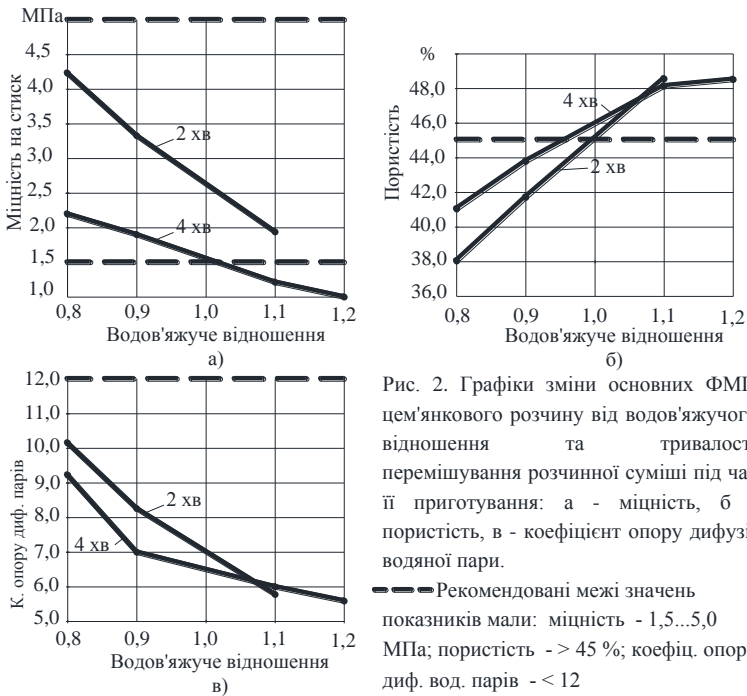 МПа
4,5
4,0
3,5
3,0
2,5
2,0
1,5
1,0
Міцність на стиск
2 хв
4 хв
0,8 0,9 1,0 1,1 1,2
Водов'яжуче відношення
а)
%
48,0
46,0
45,0
44,0
42,0
40,0
38,0
36,0
Пористість
4 хв
2 хв
0,8 0,9 1,0 1,1 1,2
Водов'яжуче відношення
б)
12,0
11,0
10,0
9,0
8,0
7,0
6,0
5,0
К. опору диф. парів
2 хв
4 хв
0,8 0,9 1,0 1,1 1,2
Водов'яжуче відношення
в)
Рис. 2. Графіки зміни основних ФМ
цем'янкового розчину від водов'яжучог
відношення та тривалост
перемішування розчинної суміші під ча
її приготування: а - міцність, б
пористість, в - коефіцієнт опору дифузі
водяної пари.
Рекомендовані межі значень
показників мали: міцність - 1,5...5,0
МПа; пористість - > 45 %; коефіц. опор
диф. вод. парів - < 12